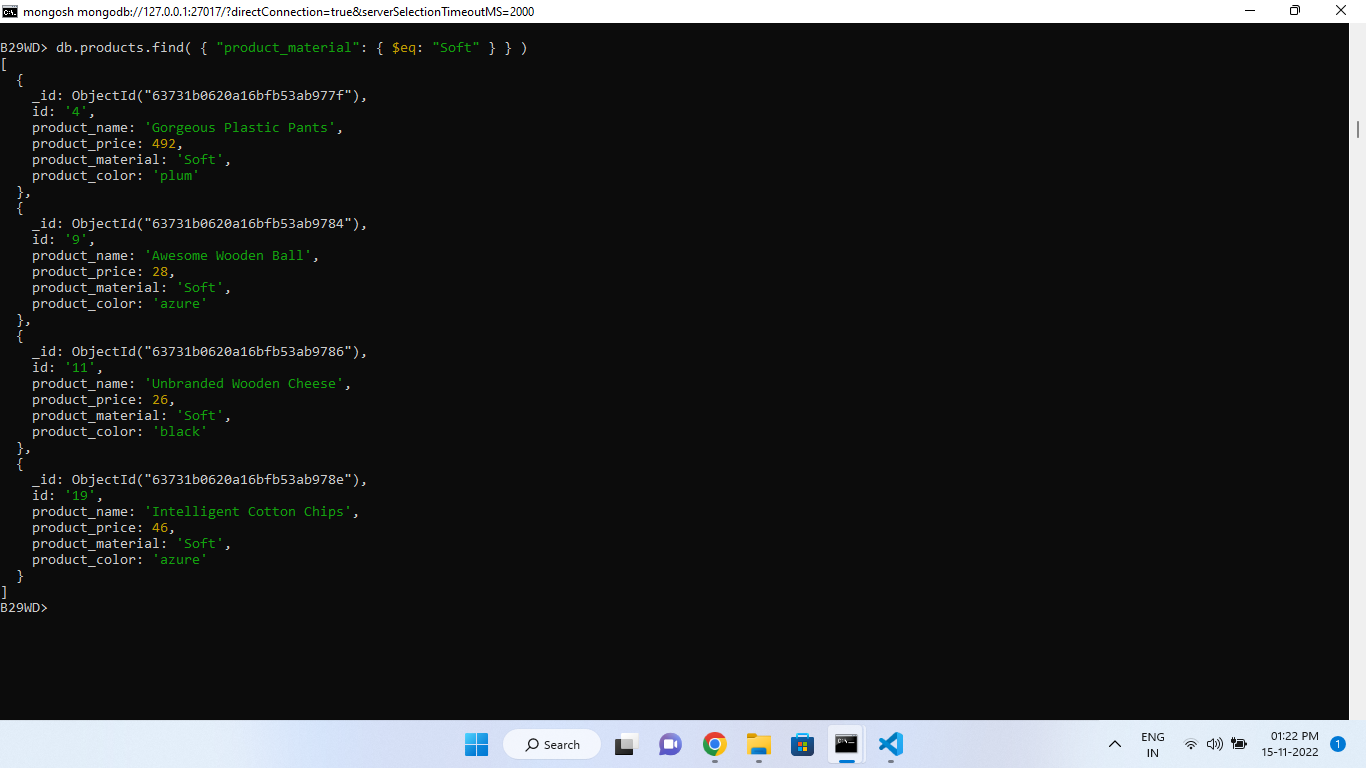 mongosh mongodb://127.0.0.1:27017/?directConnection=true&serverSelectionTimeoutMS=2000
B29WD> db.products.find( { "product_material": { $eq: "Soft" } } )
[
  {
    _id: ObjectId("63731b0620a16bfb53ab977f"),
    id: '4',
    product_name: 'Gorgeous Plastic Pants',
    product_price: 492,
    product_material: 'Soft',
    product_color: 'plum'
  },
  {
    _id: ObjectId("63731b0620a16bfb53ab9784"),
    id: '9',
    product_name: 'Awesome Wooden Ball',
    product_price: 28,
    product_material: 'Soft',
    product_color: 'azure'
  },
  {
    _id: ObjectId("63731b0620a16bfb53ab9786"),
    id: '11',
    product_name: 'Unbranded Wooden Cheese',
    product_price: 26,
    product_material: 'Soft',
    product_color: 'black'
  },
  {
    _id: ObjectId("63731b0620a16bfb53ab978e"),
    id: '19',
    product_name: 'Intelligent Cotton Chips',
    product_price: 46,
    product_material: 'Soft',
    product_color: 'azure'
  }
]
B29WD>
Search
ENG
IN
01:22 PM
15-11-2022
1